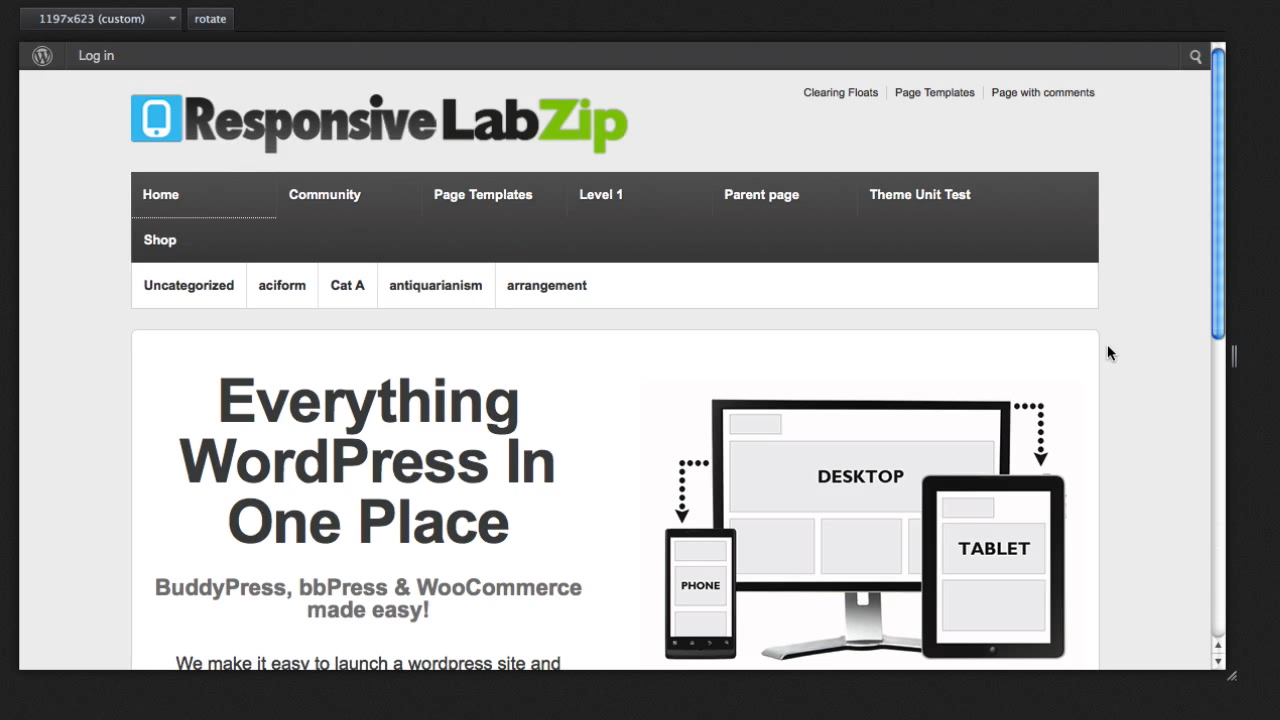 1197x623 (custom) rotate
Log in
Clearing Floats Page Templates Page with comments
Responsive LabZip
Home Community Page Templates Level 1 Parent page Theme Unit Test
Shop
Uncategorized aciform Cat A antiquarianism arrangement
Everything
WordPress In
One Place
BuddyPress, bbPress & WooCommerce
made easy!
We make it easy to launch a wordpress site and
DESKTOP
TABLET
PHONE